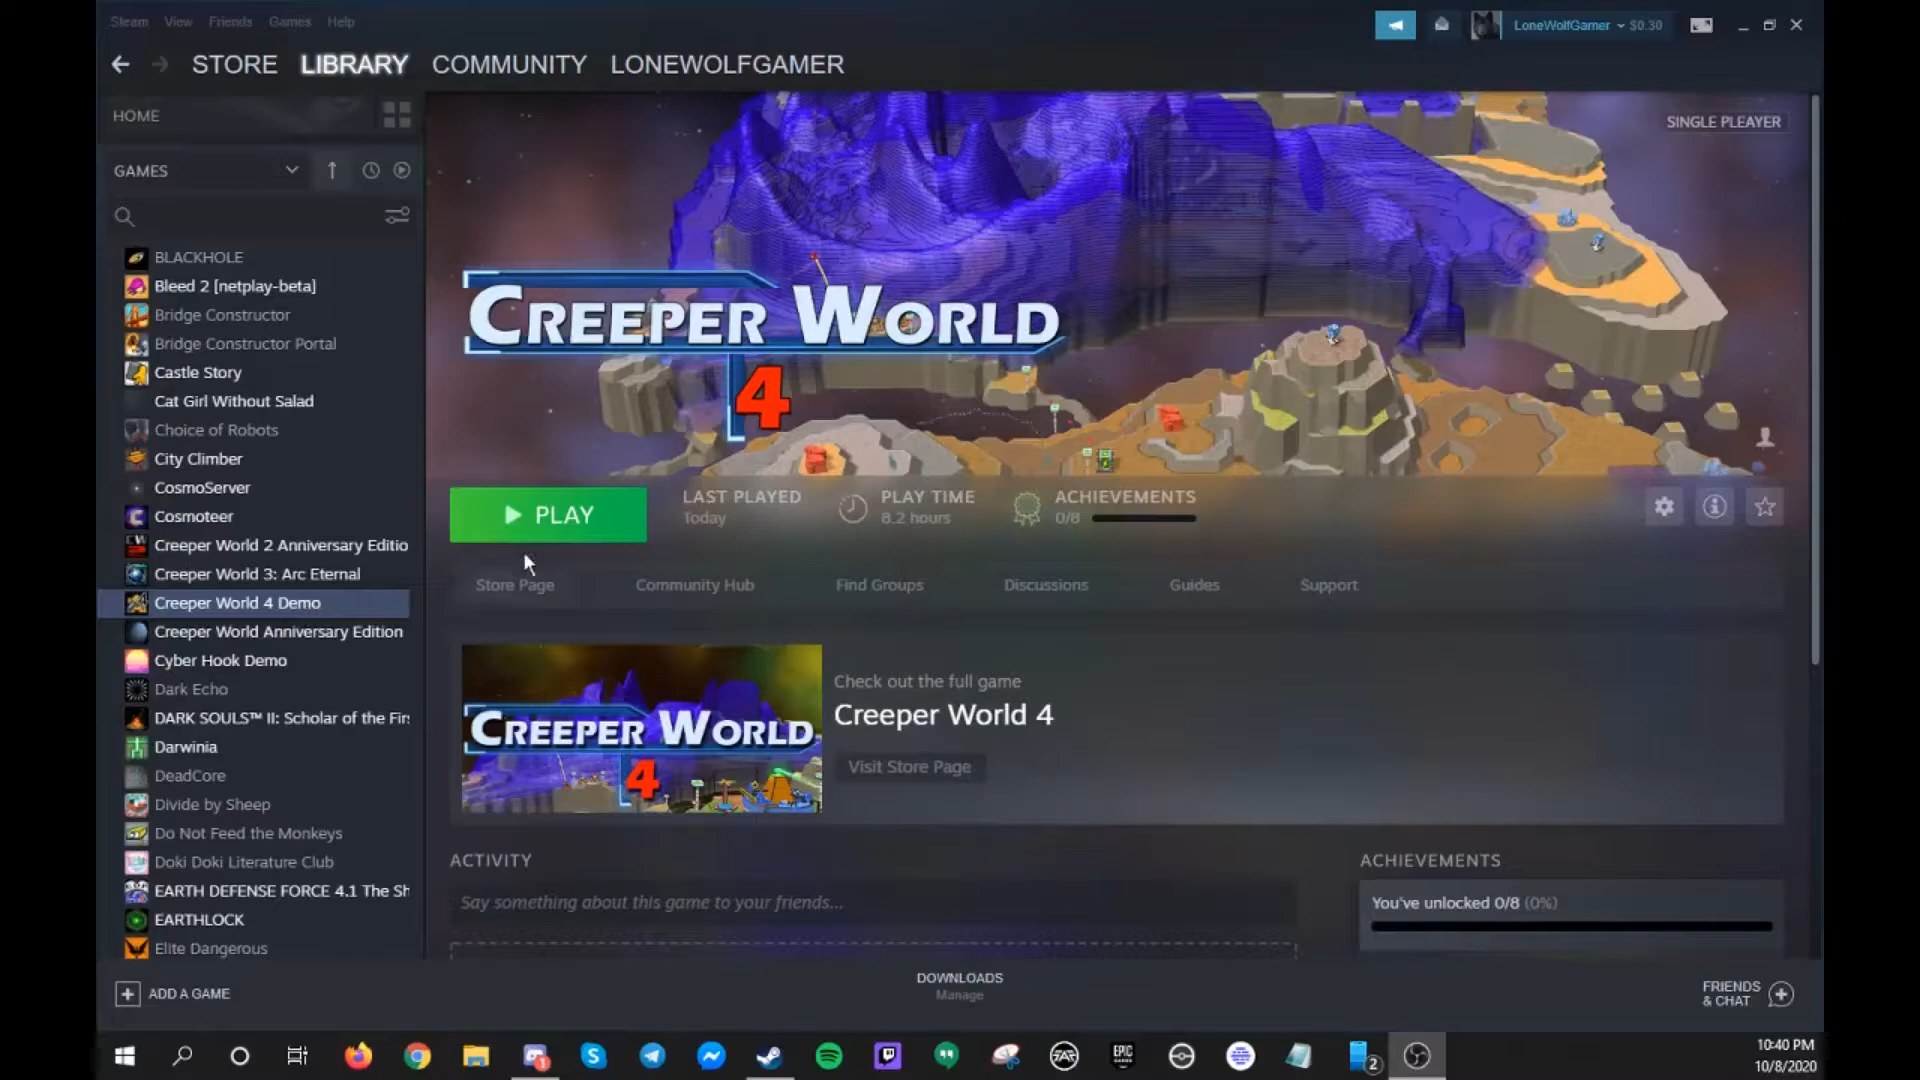 Steam View Friends Games Help
LoneWolfGamer $0.30
STORE LIBRARY COMMUNITY LONEWOLFGAMER
HOME
GAMES
BLACKHOLE
Bleed 2 [netplay-beta]
Bridge Constructor
Bridge Constructor Portal
Castle Story
Cat Girl Without Salad
Choice of Robots
City Climber
CosmoServer
Cosmoteer
Creeper World 2 Anniversary Editio
Creeper World 3: Arc Eternal
Creeper World 4 Demo
Creeper World Anniversary Edition
Cyber Hook Demo
Dark Echo
DARK SOULS™ II: Scholar of the Firs
Darwinia
DeadCore
Divide by Sheep
Do Not Feed the Monkeys
Doki Doki Literature Club
EARTH DEFENSE FORCE 4.1 The Sh
EARTHLOCK
Elite Dangerous
SINGLE PLEAYER
CREEPER WORLD
4
PLAY
LAST PLAYED
Today
PLAY TIME
8.2 hours
ACHIEVEMENTS
0/8
Store Page Community Hub Find Groups Discussions Guides Support
CREEPER WORLD
4
Check out the full game
Creeper World 4
Visit Store Page
ACTIVITY
Say something about this game to your friends...
ACHIEVEMENTS
You've unlocked 0/8 (0%)
ADD A GAME
DOWNLOADS
Manage
FRIENDS
& CHAT
1
EPIC
GAMES
2
10:40 PM
10/8/2020